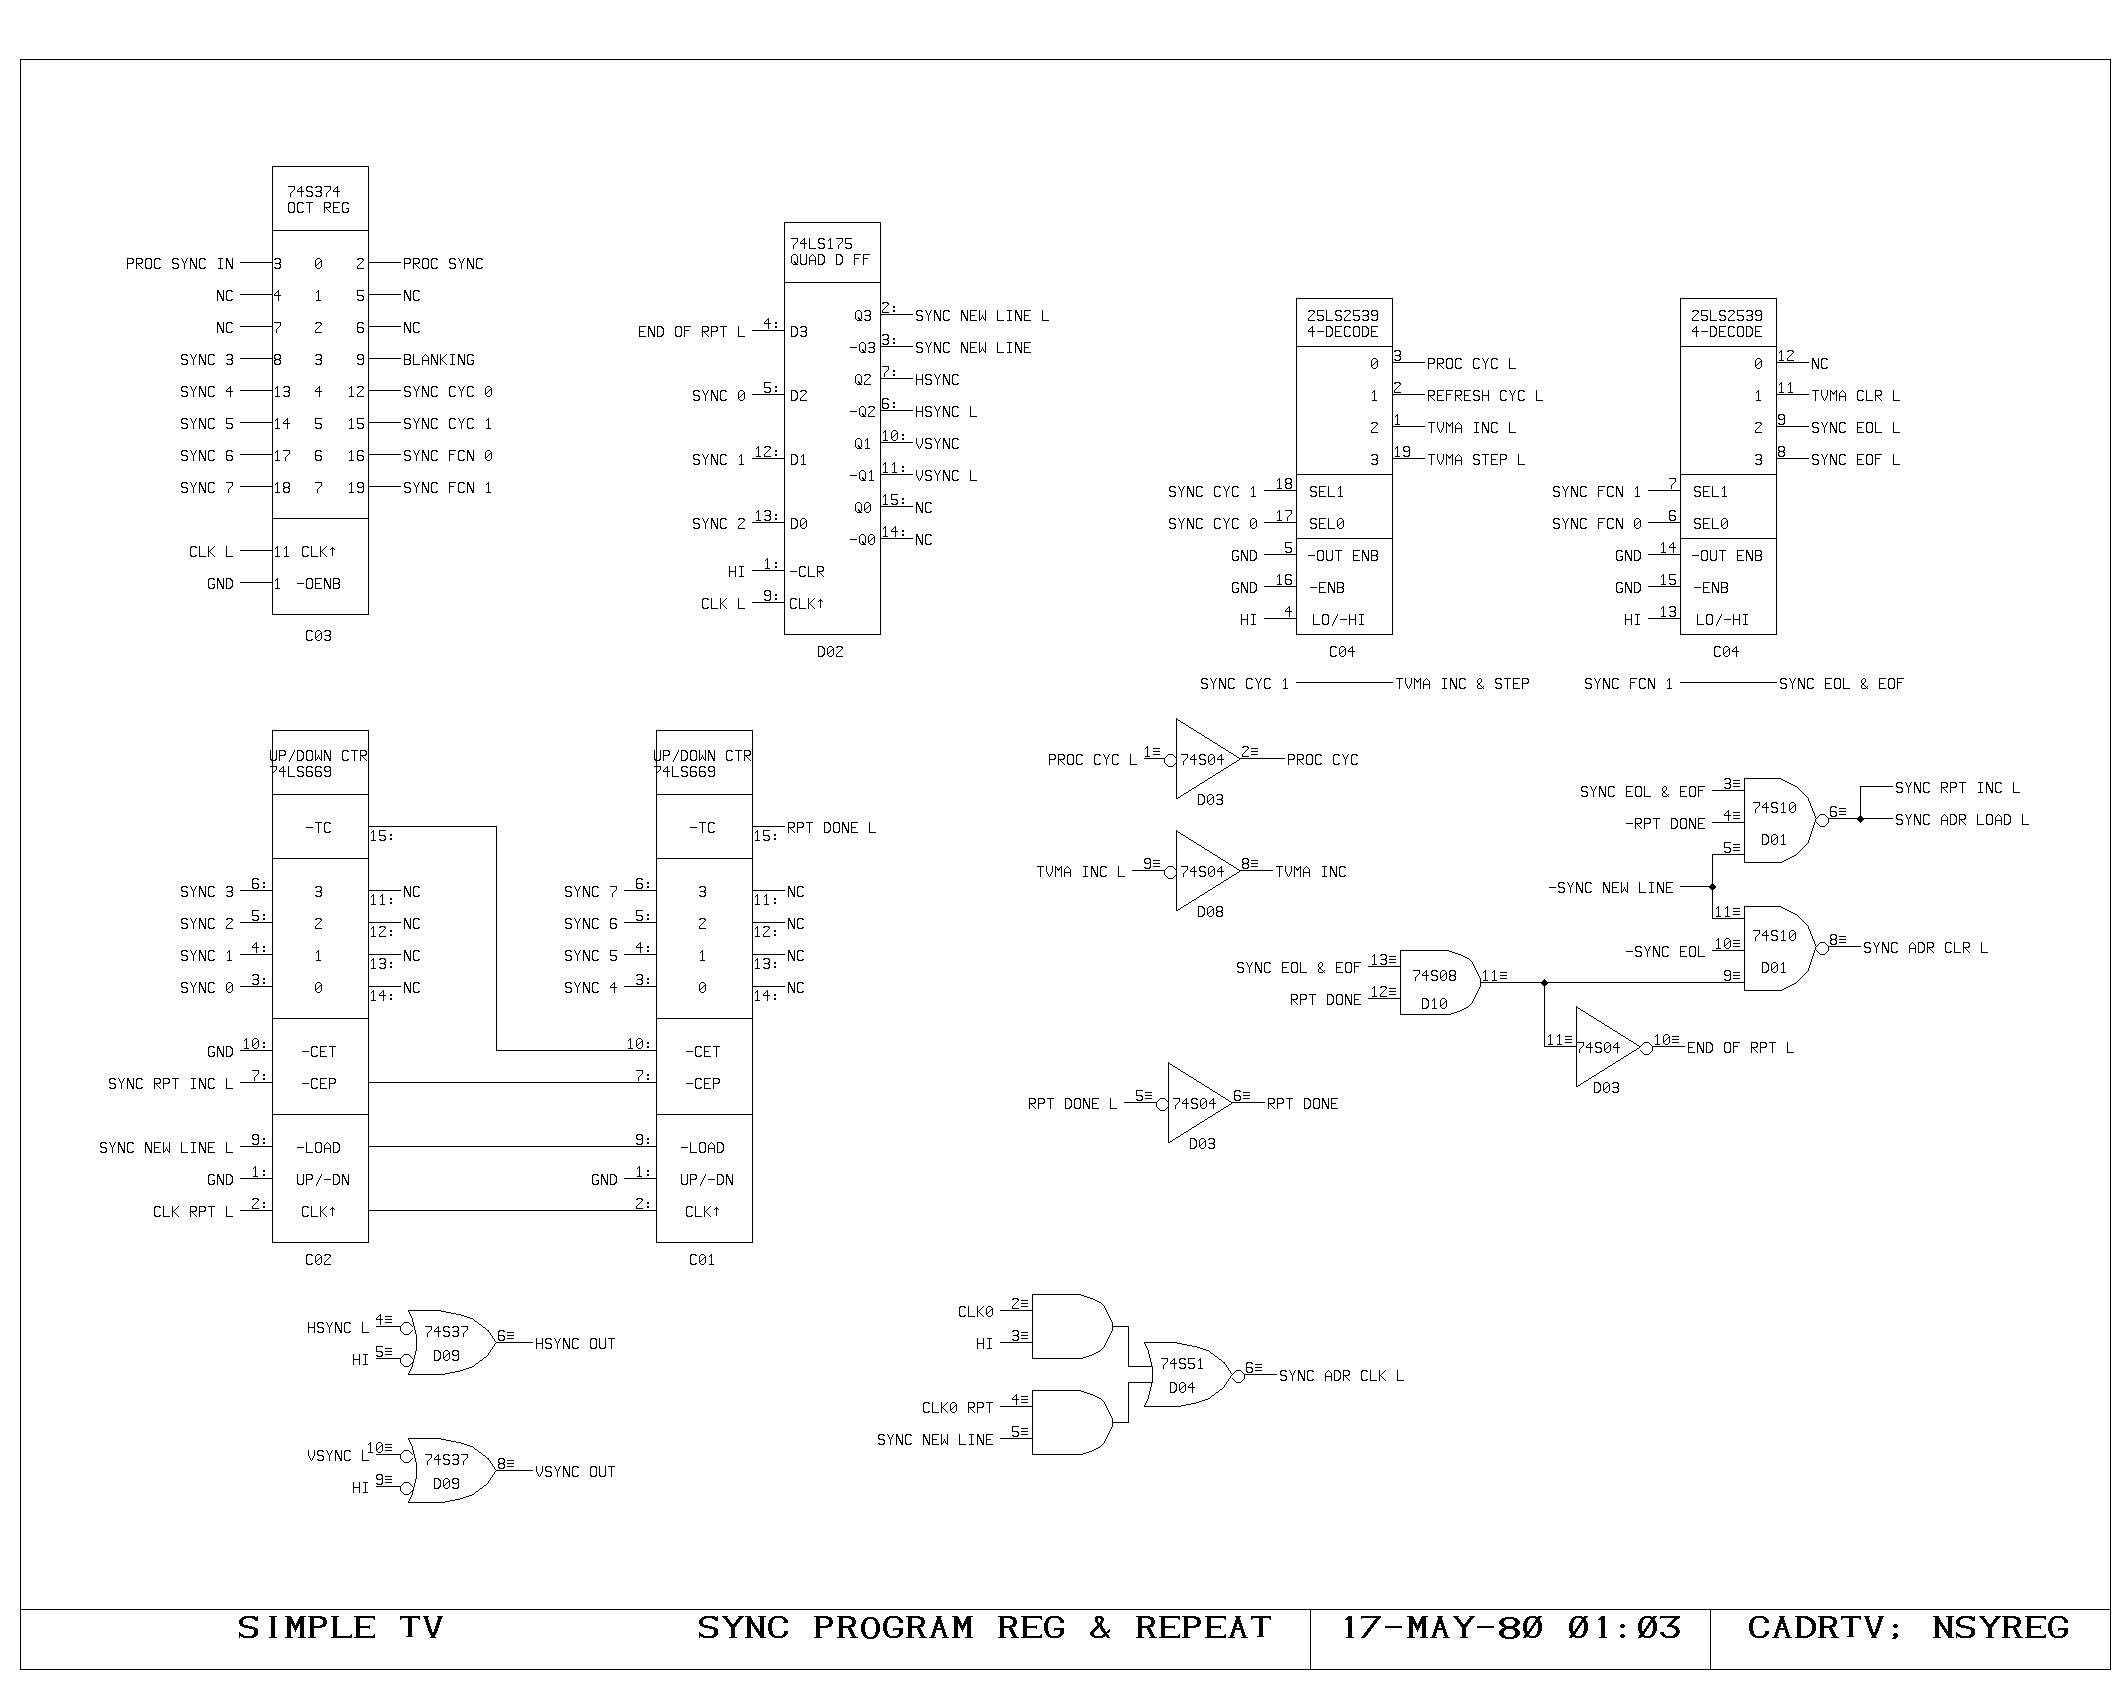 74S374
OCT REG
PROC SYNC IN 3 0 2 PROC SYNC
NC 4 1 5 NC
NC 7 2 6 NC
SYNC 3 8 3 9 BLANKING
SYNC 4 13 4 12 SYNC CYC 0
SYNC 5 14 5 15 SYNC CYC 1
SYNC 6 17 6 16 SYNC FCN 0
SYNC 7 18 7 19 SYNC FCN 1
CLK L 11 CLK↑
GND 1 -OENB
C03
74LS175
QUAD D FF
Q3 2: SYNC NEW LINE L
END OF RPT L 4: D3
-Q3 3: SYNC NEW LINE
Q2 7: HSYNC
SYNC 0 5: D2
-Q2 6: HSYNC L
Q1 10: VSYNC
SYNC 1 12: D1
-Q1 11: VSYNC L
Q0 15: NC
SYNC 2 13: D0
-Q0 14: NC
HI 1: -CLR
CLK L 9: CLK↑
D02
25LS2539
4-DECODE
0 3 PROC CYC L
1 2 REFRESH CYC L
2 1 TVMA INC L
3 19 TVMA STEP L
SYNC CYC 1 18 SEL1
SYNC CYC 0 17 SEL0
GND 5 -OUT ENB
GND 16 -ENB
HI 4 LO/-HI
C04
SYNC CYC 1 TVMA INC & STEP
25LS2539
4-DECODE
0 12 NC
1 11 TVMA CLR L
2 9 SYNC EOL L
3 8 SYNC EOF L
SYNC FCN 1 7 SEL1
SYNC FCN 0 6 SEL0
GND 14 -OUT ENB
GND 15 -ENB
HI 13 LO/-HI
C04
SYNC FCN 1 SYNC EOL & EOF
UP/DOWN CTR
74LS669
-TC 15:
SYNC 3 6: 3 11: NC
SYNC 2 5: 2 12: NC
SYNC 1 4: 1 13: NC
SYNC 0 3: 0 14: NC
GND 10: -CET
SYNC RPT INC L 7: -CEP
SYNC NEW LINE L 9: -LOAD
GND 1: UP/-DN
CLK RPT L 2: CLK↑
C02
UP/DOWN CTR
74LS669
-TC 15: RPT DONE L
SYNC 7 6: 3 11: NC
SYNC 6 5: 2 12: NC
SYNC 5 4: 1 13: NC
SYNC 4 3: 0 14: NC
10: -CET
7: -CEP
9: -LOAD
GND 1: UP/-DN
2: CLK↑
C01
PROC CYC L 1≡ 74S04 2≡ PROC CYC
D03
TVMA INC L 9≡ 74S04 8≡ TVMA INC
D08
SYNC EOL & EOF 3≡ 74S10 SYNC RPT INC L
-RPT DONE 4≡ D01 6≡ SYNC ADR LOAD L
5≡
-SYNC NEW LINE
11≡ 74S10
-SYNC EOL 10≡ D01 8≡ SYNC ADR CLR L
9≡
SYNC EOL & EOF 13≡ 74S08 11≡
RPT DONE 12≡ D10
11≡ 74S04 10≡ END OF RPT L
D03
RPT DONE L 5≡ 74S04 6≡ RPT DONE
D03
HSYNC L 4≡ 74S37 6≡ HSYNC OUT
HI 5≡ D09
VSYNC L 10≡ 74S37 8≡ VSYNC OUT
HI 9≡ D09
CLK0 2≡
HI 3≡
74S51 6≡ SYNC ADR CLK L
D04
CLK0 RPT 4≡
SYNC NEW LINE 5≡
SIMPLE TV SYNC PROGRAM REG & REPEAT 17-MAY-80 01:03 CADRTV; NSYREG